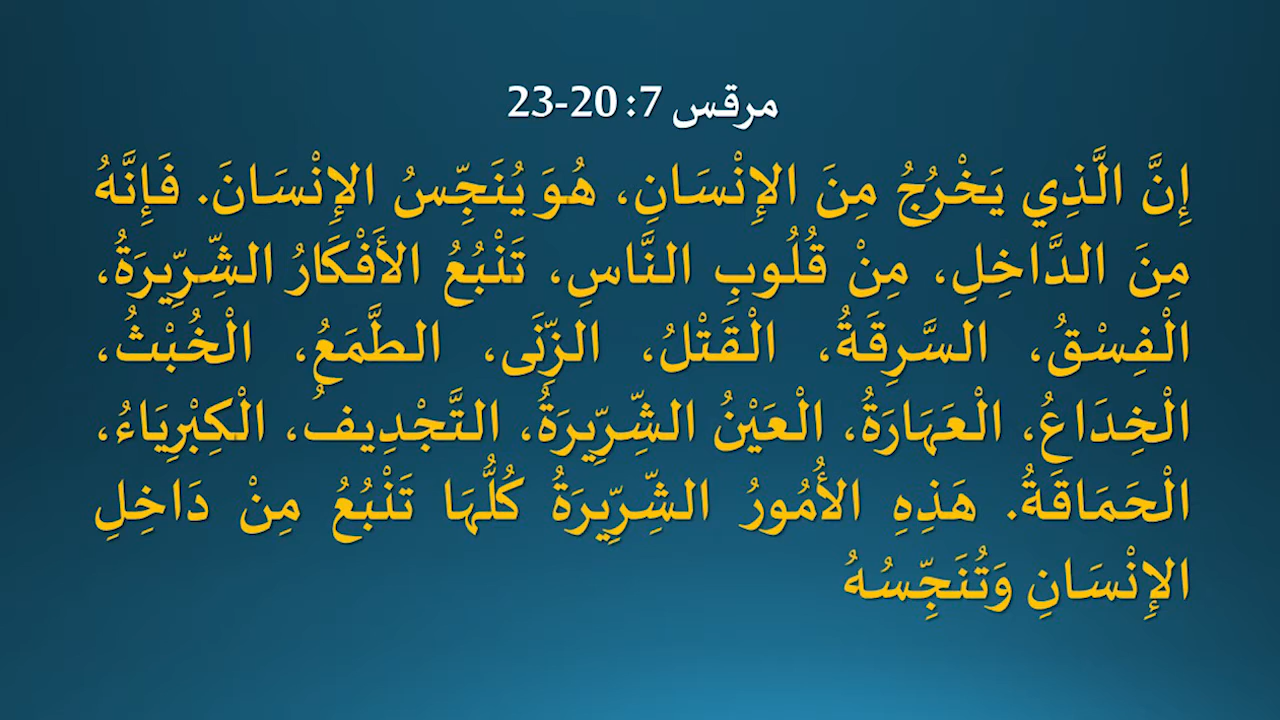 مرقس 7: 20-23
إِنَّ الَّذِي يَخْرُجُ مِنَ الإِنْسَانِ، هُوَ يُنَجِّسُ الإِنْسَانَ. فَإِنَّهُ
مِنَ الدَّاخِلِ، مِنْ قُلُوبِ النَّاسِ، تَنْبُعُ الأَفْكَارُ الشِّرِّيرَةُ،
الْفِسْقُ، السَّرِقَةُ، الْقَتْلُ، الزِّنَى، الطَّمَعُ، الْخُبْثُ،
الْخِدَاعُ، الْعَهَارَةُ، الْعَيْنُ الشِّرِّيرَةُ، التَّجْدِيفُ، الْكِبْرِيَاءُ،
الْحَمَاقَةُ. هَذِهِ الأُمُورُ الشِّرِّيرَةُ كُلُّهَا تَنْبُعُ مِنْ دَاخِلِ
الإِنْسَانِ وَتُنَجِّسُهُ